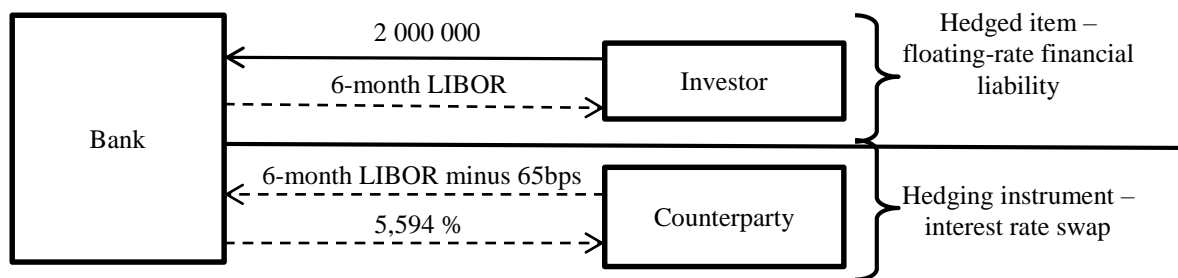 2 000 000
6-month LIBOR
Investor
Hedged item –
floating-rate financial
liability
Bank
6-month LIBOR minus 65bps
5,594 %
Counterparty
Hedging instrument –
interest rate swap